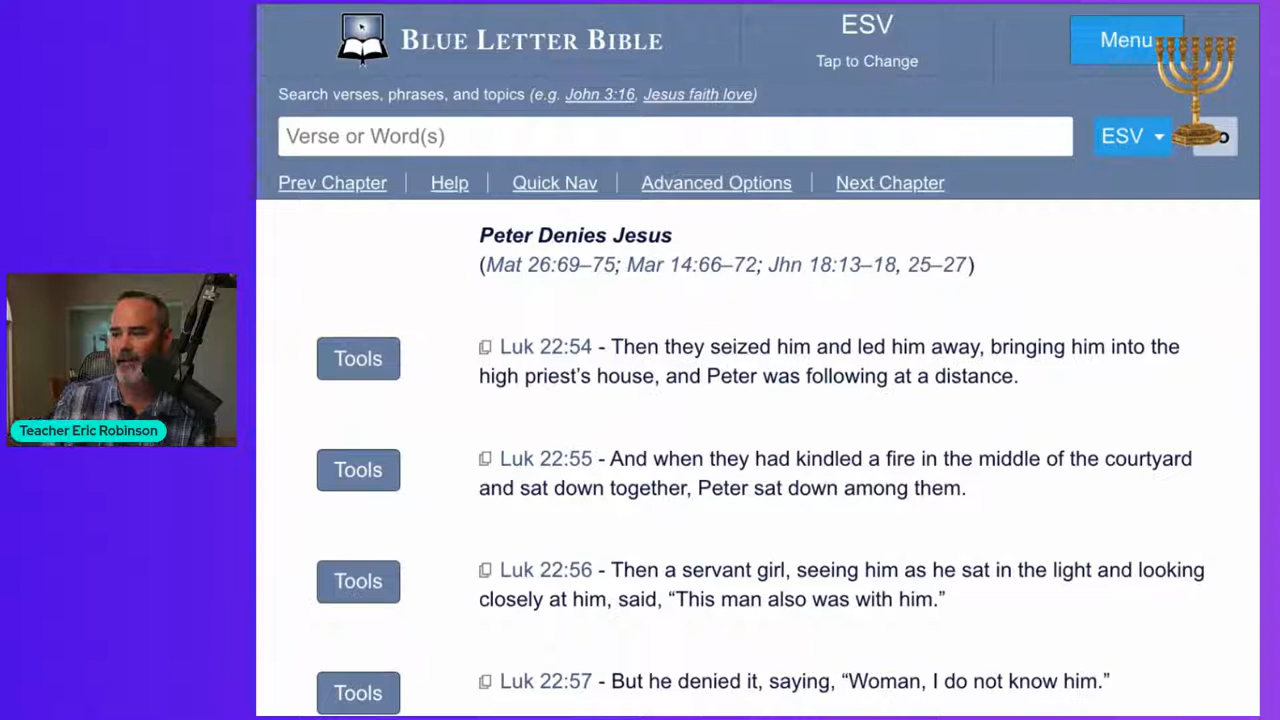 BLUE LETTER BIBLE
ESV
Tap to Change
Menu
Search verses, phrases, and topics (e.g. John 3:16, Jesus faith love)
Verse or Word(s)
ESV
Prev Chapter
Help
Quick Nav
Advanced Options
Next Chapter
Peter Denies Jesus
(Mat 26:69–75; Mar 14:66–72; Jhn 18:13–18, 25–27)
Tools
Luk 22:54 - Then they seized him and led him away, bringing him into the
high priest’s house, and Peter was following at a distance.
Tools
Luk 22:55 - And when they had kindled a fire in the middle of the courtyard
and sat down together, Peter sat down among them.
Tools
Luk 22:56 - Then a servant girl, seeing him as he sat in the light and looking
closely at him, said, “This man also was with him.”
Tools
Luk 22:57 - But he denied it, saying, “Woman, I do not know him.”
Teacher Eric Robinson